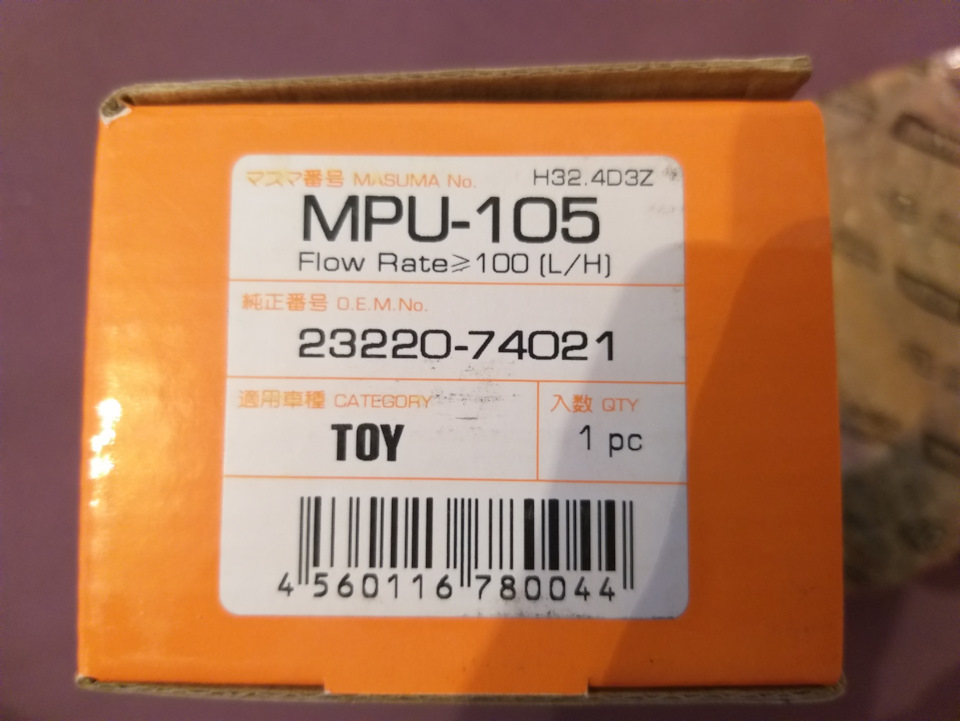 マスマ番号 MASUMA No. H32.4D3Z
MPU-105
Flow Rate≥100 (L/H)
純正番号 O.E.M.No.
23220-74021
適用車種 CATEGORY 入数 QTY
TOY 1 pc
4 560116 780044